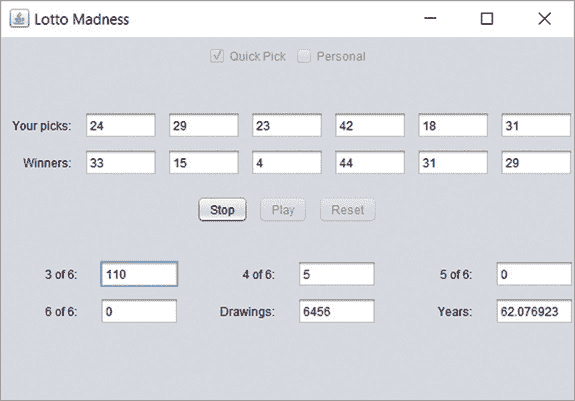 Lotto Madness
Quick Pick Personal
Your picks: 24 29 23 42 18 31
Winners: 33 15 4 44 31 29
Stop Play Reset
3 of 6: 110 4 of 6: 5 5 of 6: 0
6 of 6: 0 Drawings: 6456 Years: 62.076923